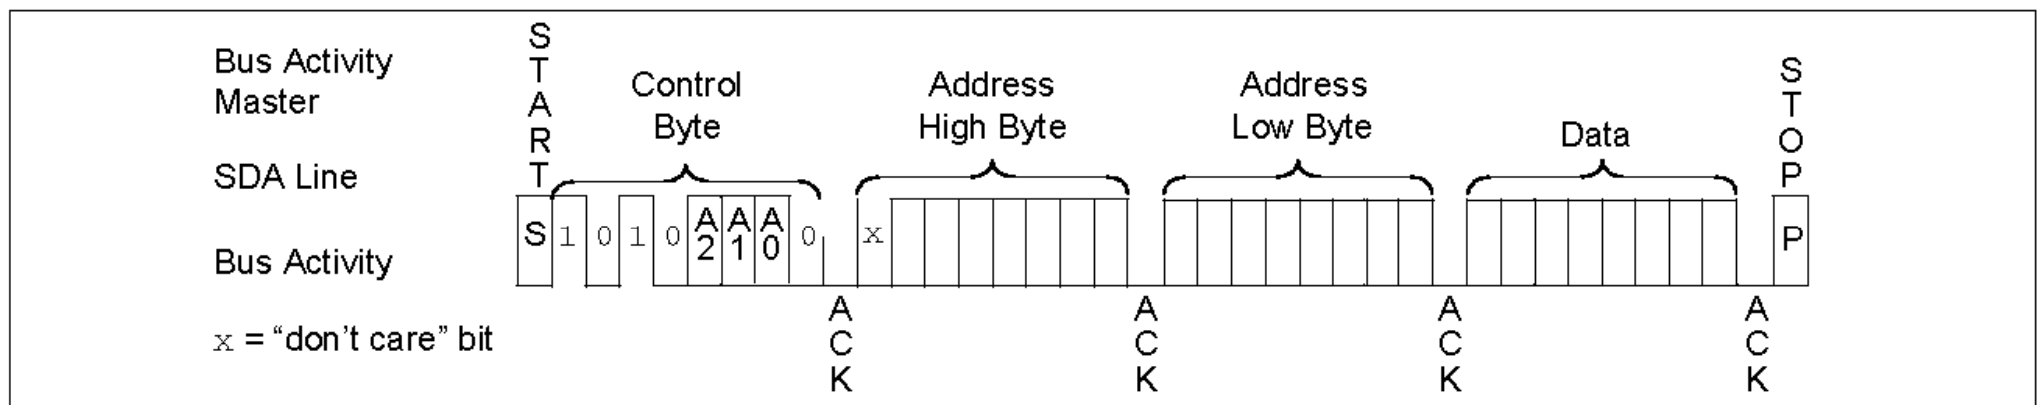 Bus Activity
Master
SDA Line
Bus Activity
x = “don’t care” bit
START
Control
Byte
Address
High Byte
Address
Low Byte
Data
STOP
S 1 0 1 0 A2 A1 A0 0 x P
ACK ACK ACK ACK